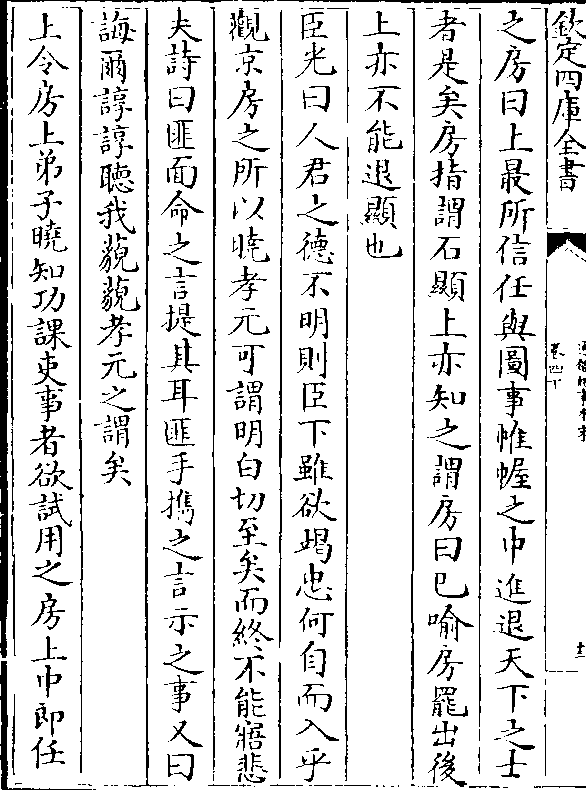 欽定四庫全書
卷四十
十二
之房曰上最所信任與圖事帷幄之中進退天下之士
者是矣房指謂石顯上亦知之謂房曰已喻房罷出後
上亦不能退顯也
臣光曰人君之德不明則臣下雖欲竭忠何自而入乎
觀京房之所以曉孝元可謂明白切至矣而終不能寤悲
夫詩曰匪面命之言提其耳匪手攜之言示之事又曰
誨爾諄諄聽我藐藐孝元之謂矣
上令房上弟子曉知功課吏事者欲試用之房上中郎任